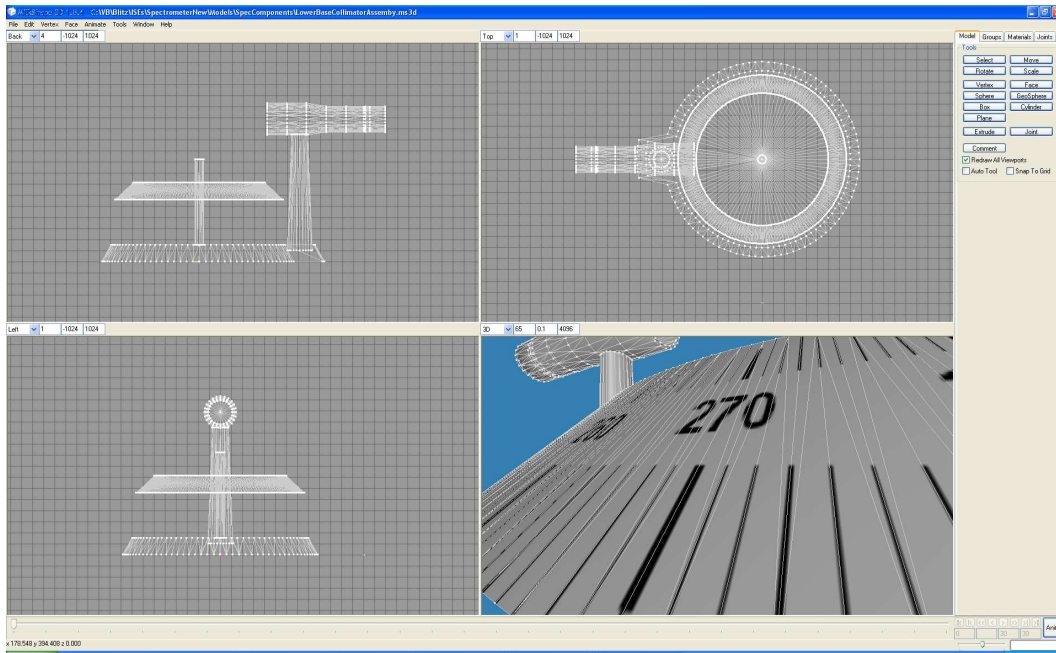 C:\VB\Blitz\ISEs\SpectrometerNew\Models\SpecComponents\LowerBaseCollimatorAssemby.ms3d
File Edit Vertex Face Animate Tools Window Help
Back 4 -1024 1024
Top 1 -1024 1024
Model Groups Materials Joints
Tools
Select Move
Rotate Scale
Vertex Face
Sphere GeoSphere
Box Cylinder
Plane
Extrude Joint
Comment
Redraw All Viewports
Auto Tool Snap To Grid
Left 1 -1024 1024
3D 65 0.1 4096
270
0 30 30
x 178.548 y 394.408 z 0.000